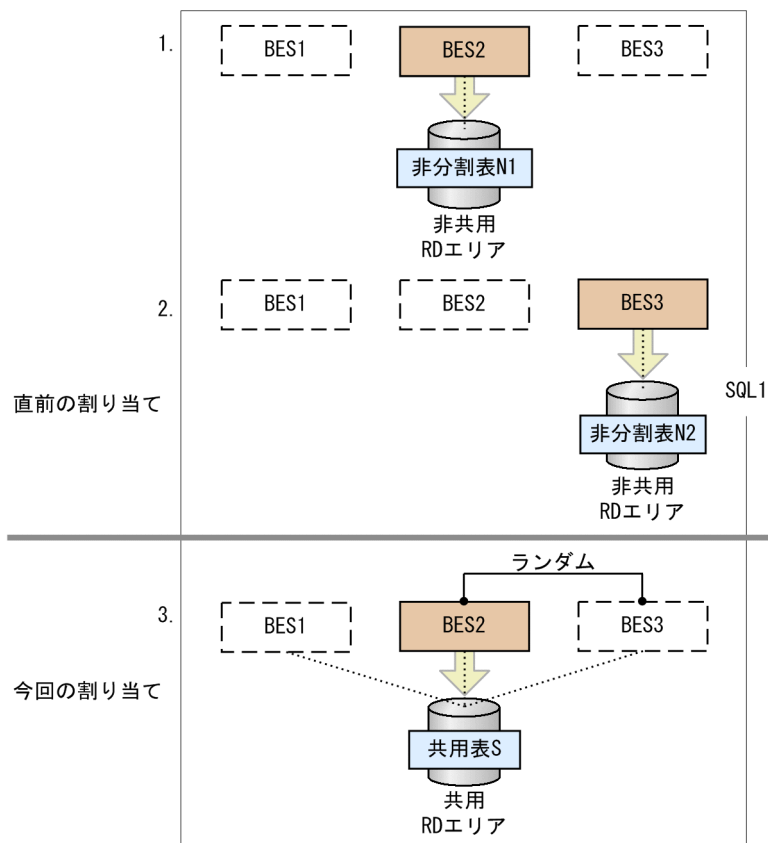 1.
BES1
BES2
BES3
非分割表N1
非共用
RDエリア
2.
BES1
BES2
BES3
直前の割り当て
SQL1
非分割表N2
非共用
RDエリア
ランダム
3.
BES1
BES2
BES3
今回の割り当て
共用表S
共用
RDエリア